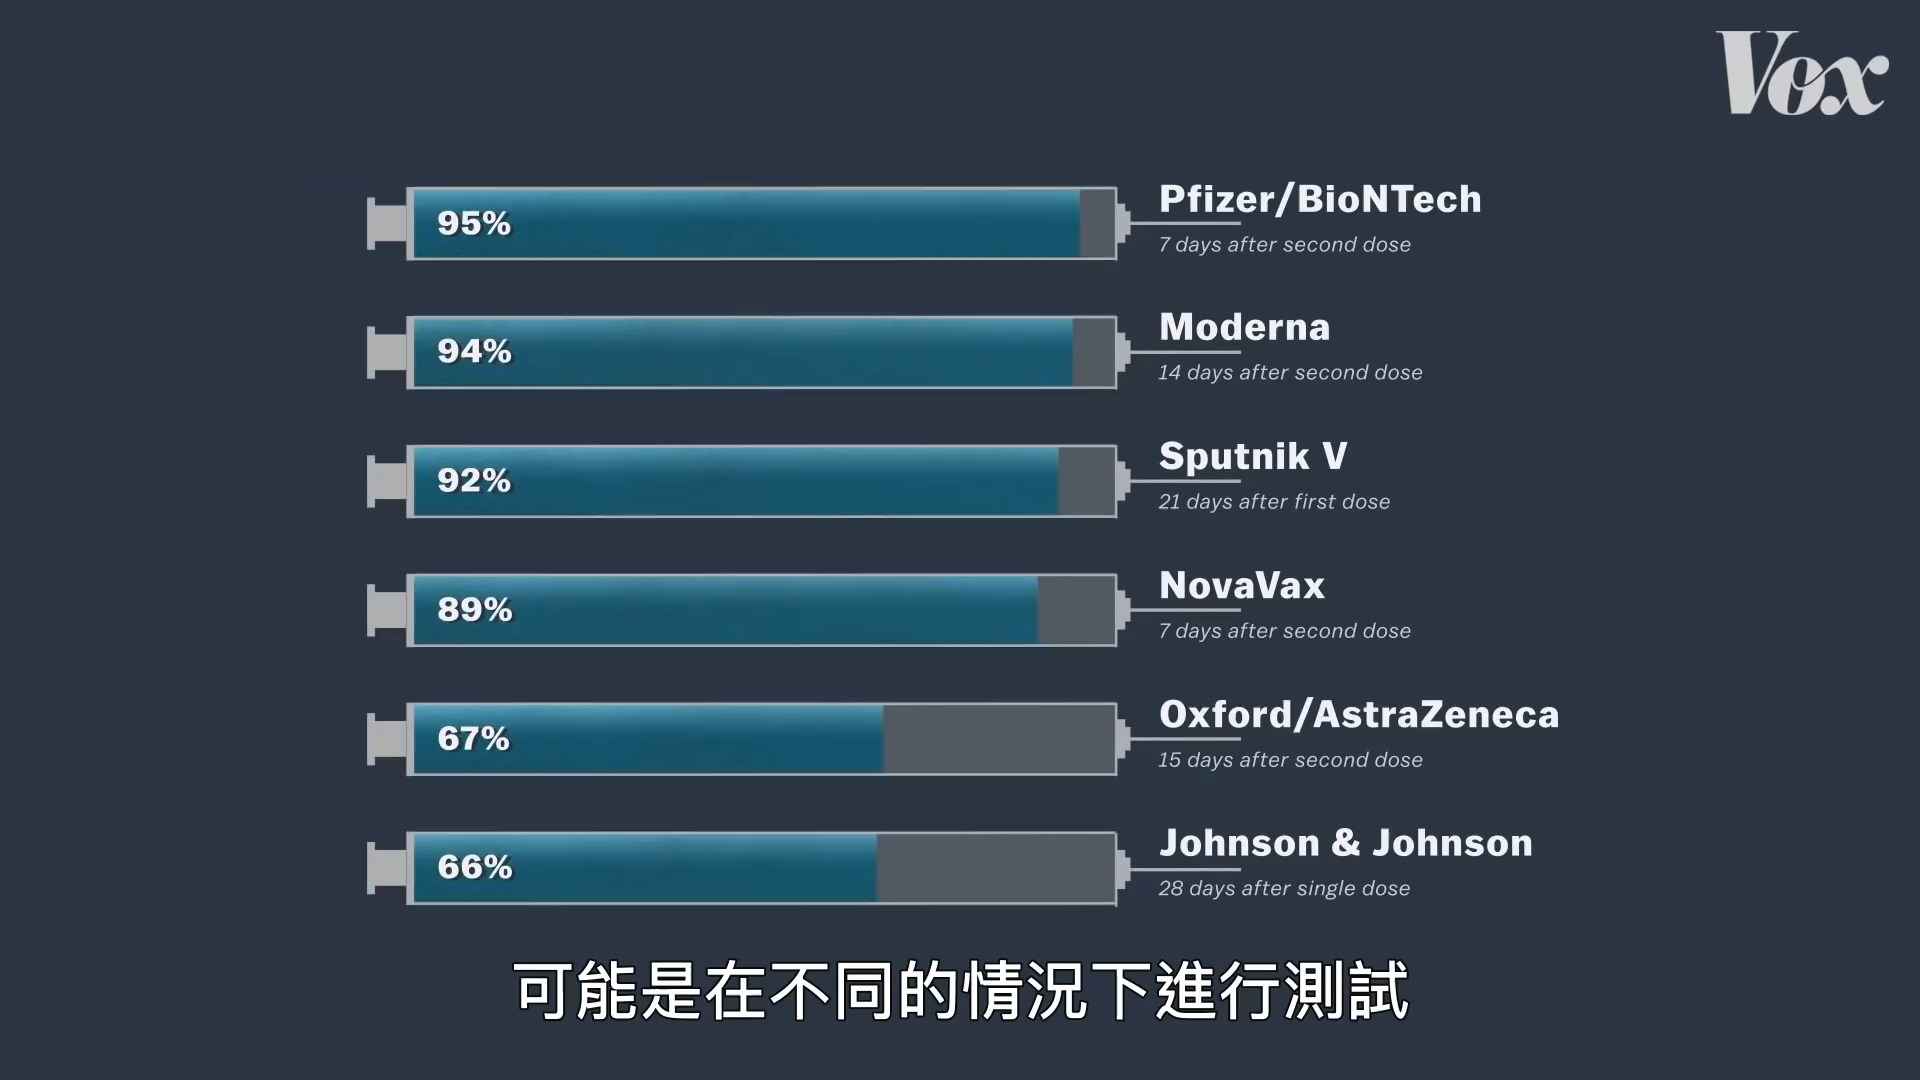 Vox
95%
Pfizer/BioNTech
7 days after second dose
94%
Moderna
14 days after second dose
92%
Sputnik V
21 days after first dose
89%
NovaVax
7 days after second dose
67%
Oxford/AstraZeneca
15 days after second dose
66%
Johnson & Johnson
28 days after single dose
可能是在不同的情況下進行測試